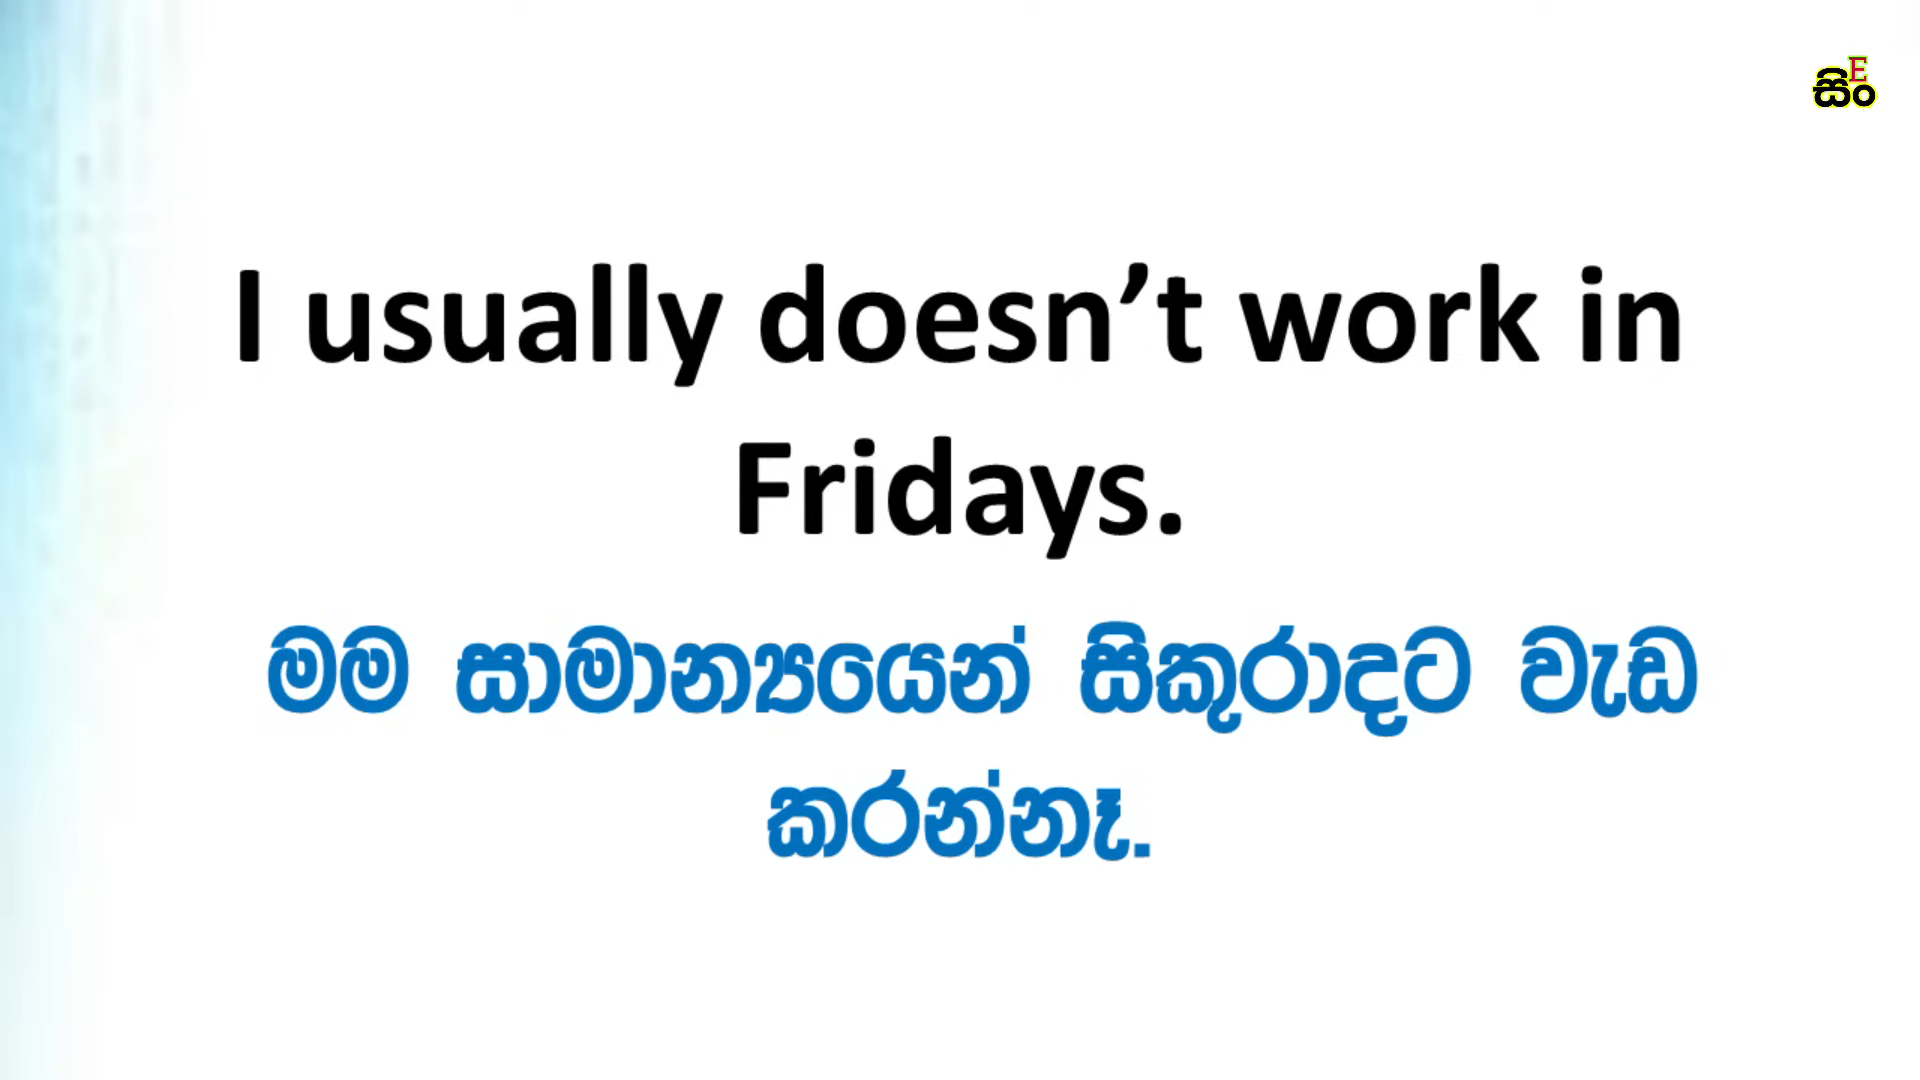 සිං E
I usually doesn’t work in
Fridays.
මම සාමාන්‍යයෙන් සිකුරාදට වැඩ
කරන්නෑ.